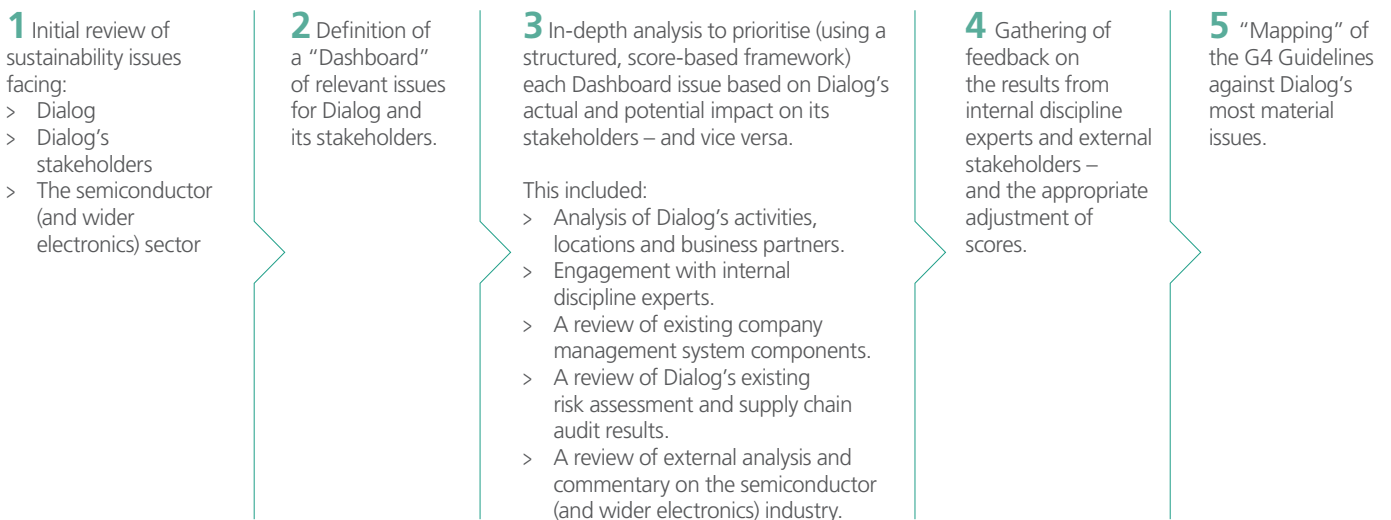 1 Initial review of
sustainability issues
facing:
> Dialog
> Dialog's
stakeholders
> The semiconductor
(and wider
electronics) sector
2 Definition of
a “Dashboard”
of relevant issues
for Dialog and
its stakeholders.
3 In-depth analysis to prioritise (using a
structured, score-based framework)
each Dashboard issue based on Dialog’s
actual and potential impact on its
stakeholders – and vice versa.
This included:
> Analysis of Dialog’s activities,
locations and business partners.
> Engagement with internal
discipline experts.
> A review of existing company
management system components.
> A review of Dialog’s existing
risk assessment and supply chain
audit results.
> A review of external analysis and
commentary on the semiconductor
(and wider electronics) industry.
4 Gathering of
feedback on
the results from
internal discipline
experts and external
stakeholders –
and the appropriate
adjustment of
scores.
5 “Mapping” of
the G4 Guidelines
against Dialog’s
most material
issues.